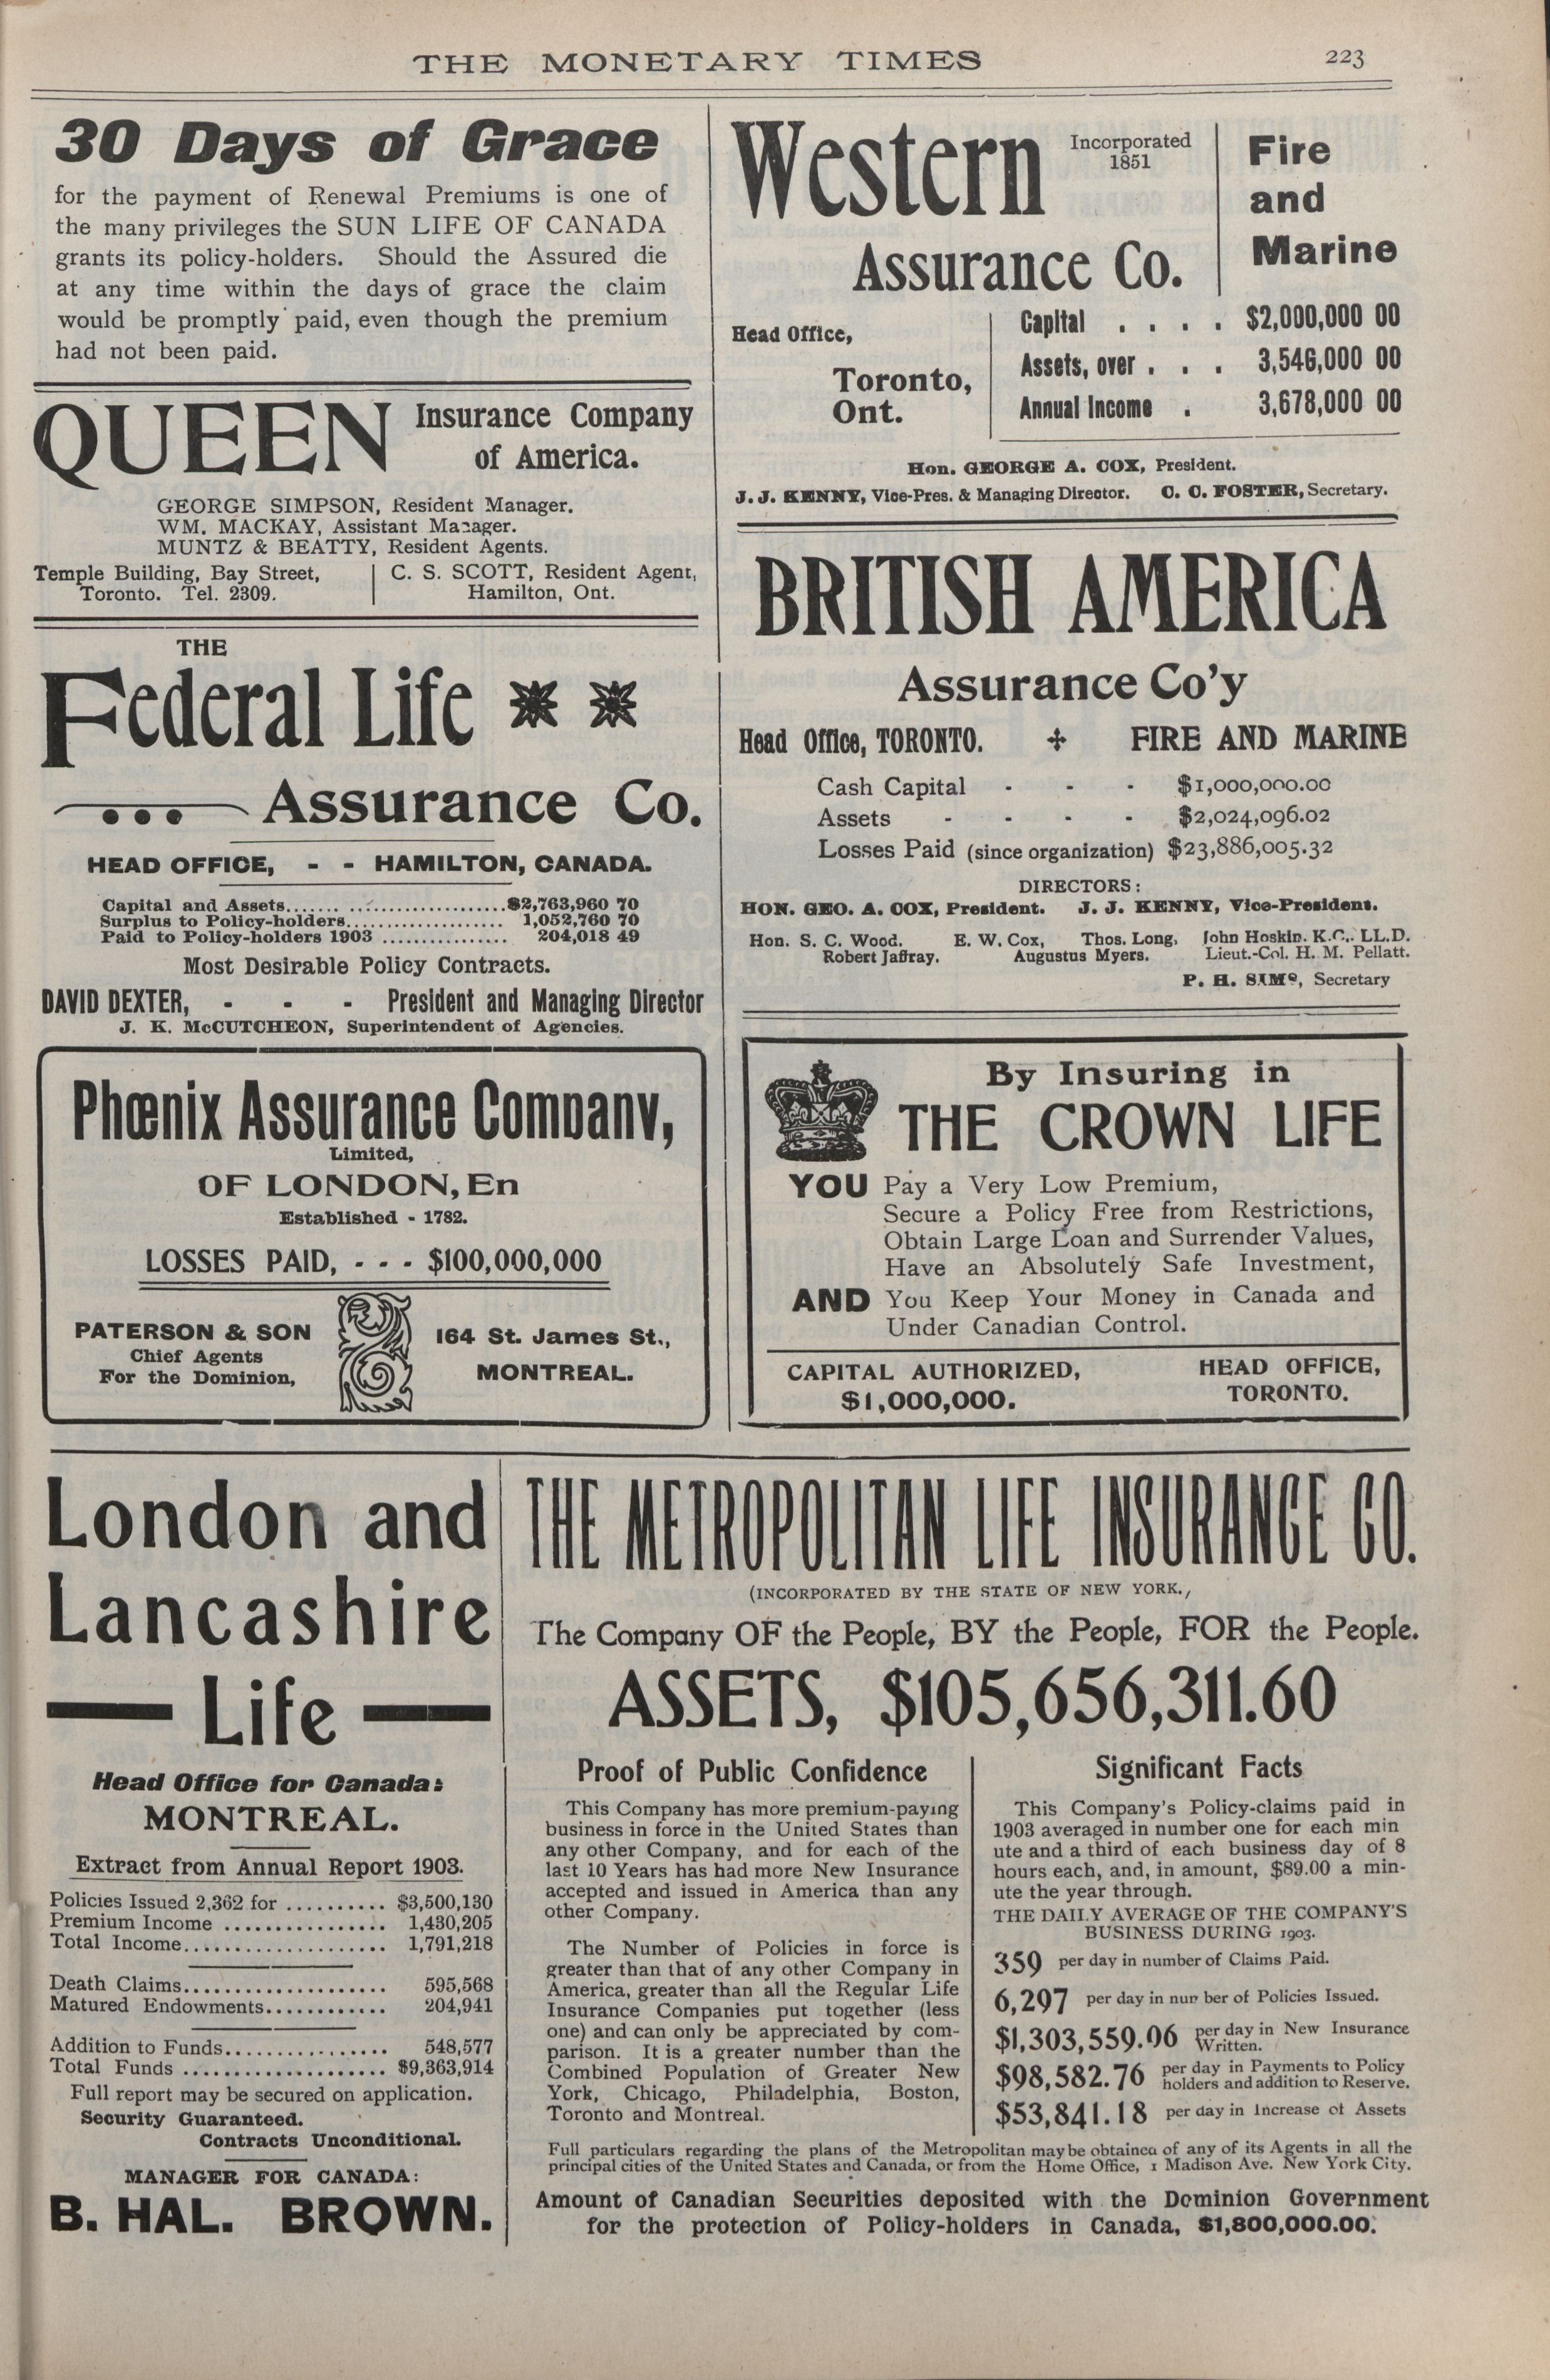 THE MONETARY TIMES
223
30 Days of Grace
for the payment of Renewal Premiums is one of
the many privileges the SUN LIFE OF CANADA
grants its policy-holders. Should the Assured die
at any time within the days of grace the claim
would be promptly paid, even though the premium
had not been paid.
QUEEN Insurance Company
of America.
GEORGE SIMPSON, Resident Manager.
WM. MACKAY, Assistant Manager.
MUNTZ & BEATTY, Resident Agents.
Temple Building, Bay Street,
Toronto. Tel. 2309.
C. S. SCOTT, Resident Agent,
Hamilton, Ont.
THE
Federal Life
Assurance Co.
HEAD OFFICE, - - HAMILTON, CANADA.
Capital and Assets....... ......................$2,763,960 70
Surplus to Policy-holders.................... 1,052,760 70
Paid to Policy-holders 1903 ................ 204,018 49
Most Desirable Policy Contracts.
DAVID DEXTER, - - - President and Managing Director
J. K. McCUTCHEON, Superintendent of Agencies.
Phœnix Assurance Company,
Limited,
OF LONDON, En
Established - 1782.
LOSSES PAID, - - - $100,000,000
PATERSON & SON
Chief Agents
For the Dominion,
164 St. James St.,
MONTREAL.
Western
Incorporated
1851
Fire
and
Marine
Assurance Co.
Head Office,
Toronto,
Ont.
Capital . . . . $2,000,000 00
Assets, over . . . 3,546,000 00
Annual Income . 3,678,000 00
Hon. GEORGE A. COX, President.
J. J. KENNY, Vice-Pres. & Managing Director. C. C. FOSTER, Secretary.
BRITISH AMERICA
Assurance Co'y
Head Office, TORONTO. ✢ FIRE AND MARINE
Cash Capital - - - $1,000,000.00
Assets - - - - $2,024,096.02
Losses Paid (since organization) $23,886,005.32
DIRECTORS:
HON. GEO. A. COX, President. J. J. KENNY, Vice-President.
Hon. S. C. Wood. E. W. Cox, Thos. Long, John Hoskin. K.C,. LL.D.
Robert Jaffray. Augustus Myers. Lieut.-Col. H. M. Pellatt.
P. H. SIMS, Secretary
By Insuring in
THE CROWN LIFE
YOU Pay a Very Low Premium,
Secure a Policy Free from Restrictions,
Obtain Large Loan and Surrender Values,
Have an Absolutely Safe Investment,
AND You Keep Your Money in Canada and
Under Canadian Control.
CAPITAL AUTHORIZED,
$1,000,000.
HEAD OFFICE,
TORONTO.
London and
Lancashire
Life
Head Office for Canada:
MONTREAL.
Extract from Annual Report 1903.
Policies Issued 2,362 for .......... $3,500,130
Premium Income ................ 1,430,205
Total Income.................... 1,791,218
Death Claims.................... 595,568
Matured Endowments............ 204,941
Addition to Funds................ 548,577
Total Funds .................... $9,363,914
Full report may be secured on application.
Security Guaranteed.
Contracts Unconditional.
MANAGER FOR CANADA:
B. HAL. BROWN.
THE METROPOLITAN LIFE INSURANCE CO.
(INCORPORATED BY THE STATE OF NEW YORK.)
The Company OF the People, BY the People, FOR the People.
ASSETS, $105,656,311.60
Proof of Public Confidence
This Company has more premium-paying
business in force in the United States than
any other Company, and for each of the
last 10 Years has had more New Insurance
accepted and issued in America than any
other Company.
The Number of Policies in force is
greater than that of any other Company in
America, greater than all the Regular Life
Insurance Companies put together (less
one) and can only be appreciated by com-
parison. It is a greater number than the
Combined Population of Greater New
York, Chicago, Philadelphia, Boston,
Toronto and Montreal.
Significant Facts
This Company's Policy-claims paid in
1903 averaged in number one for each min
ute and a third of each business day of 8
hours each, and, in amount, $89.00 a min-
ute the year through.
THE DAILY AVERAGE OF THE COMPANY'S
BUSINESS DURING 1903.
359 per day in number of Claims Paid.
6,297 per day in number of Policies Issued.
$1,303,559.06 per day in New Insurance
Written.
$98,582.76 per day in Payments to Policy
holders and addition to Reserve.
$53,841.18 per day in Increase of Assets
Full particulars regarding the plans of the Metropolitan may be obtained of any of its Agents in all the
principal cities of the United States and Canada, or from the Home Office, 1 Madison Ave. New York City.
Amount of Canadian Securities deposited with the Dominion Government
for the protection of Policy-holders in Canada, $1,800,000.00.